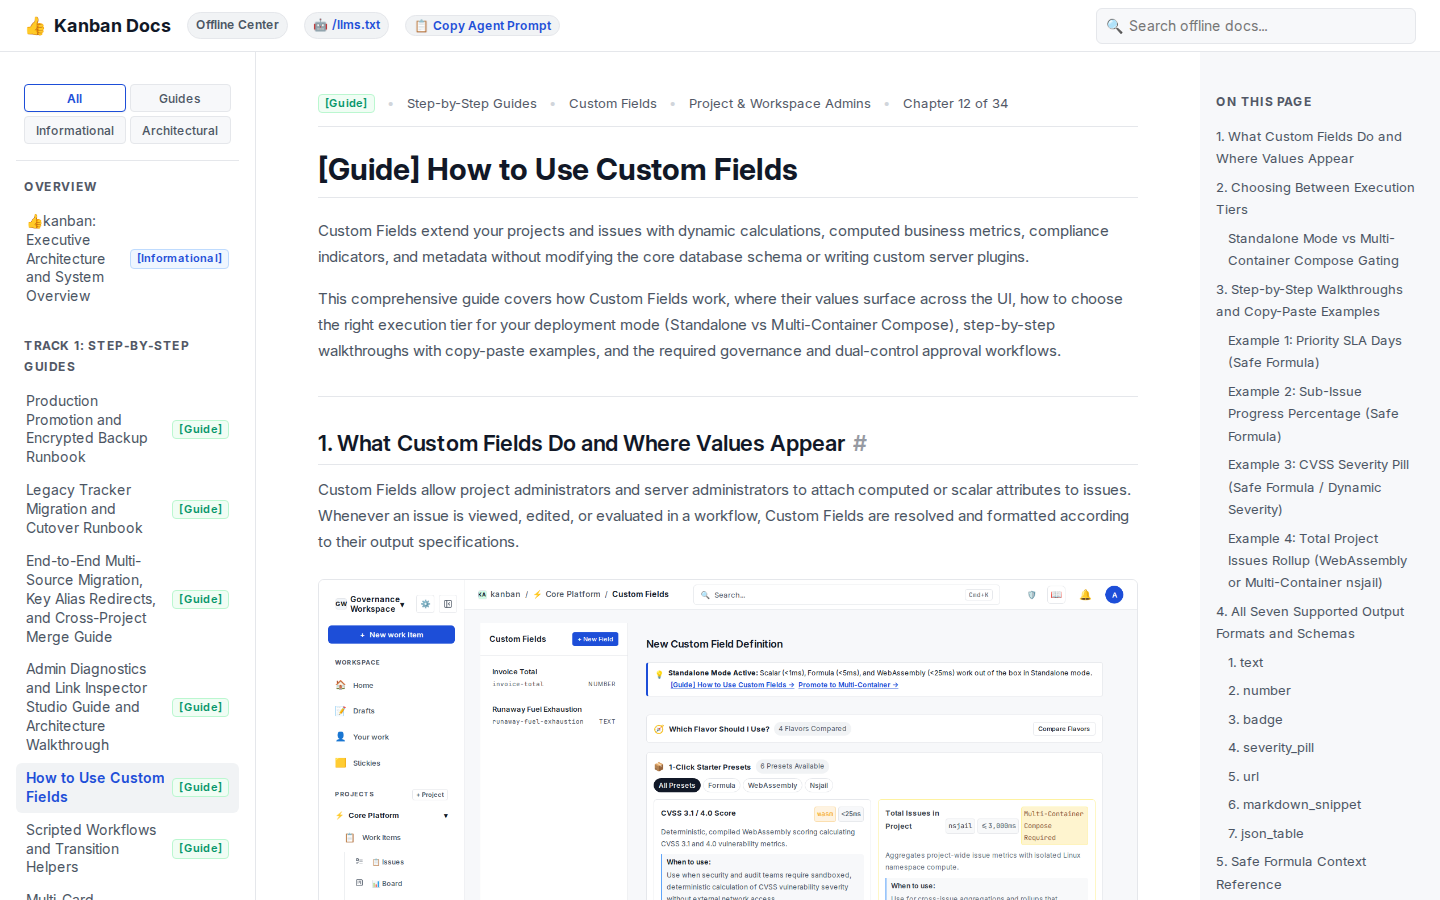 👍 Kanban Docs
Offline Center
🤖 /llms.txt
📋 Copy Agent Prompt
🔍 Search offline docs...
All
Guides
Informational
Architectural
OVERVIEW
👍kanban:
Executive
Architecture
and System
Overview
[Informational]
TRACK 1: STEP-BY-STEP
GUIDES
Production
Promotion and
Encrypted Backup
Runbook
[Guide]
Legacy Tracker
Migration and
Cutover Runbook
[Guide]
End-to-End Multi-
Source Migration,
Key Alias Redirects,
and Cross-Project
Merge Guide
[Guide]
Admin Diagnostics
and Link Inspector
Studio Guide and
Architecture
Walkthrough
[Guide]
How to Use Custom
Fields
[Guide]
Scripted Workflows
and Transition
Helpers
[Guide]
Multi-Card
[Guide] • Step-by-Step Guides • Custom Fields • Project & Workspace Admins • Chapter 12 of 34
[Guide] How to Use Custom Fields
Custom Fields extend your projects and issues with dynamic calculations, computed business metrics, compliance
indicators, and metadata without modifying the core database schema or writing custom server plugins.
This comprehensive guide covers how Custom Fields work, where their values surface across the UI, how to choose
the right execution tier for your deployment mode (Standalone vs Multi-Container Compose), step-by-step
walkthroughs with copy-paste examples, and the required governance and dual-control approval workflows.
1. What Custom Fields Do and Where Values Appear #
Custom Fields allow project administrators and server administrators to attach computed or scalar attributes to issues.
Whenever an issue is viewed, edited, or evaluated in a workflow, Custom Fields are resolved and formatted according
to their output specifications.
GW Governance
Workspace ▾
+ New work item
WORKSPACE
🏠 Home
📝 Drafts
👤 Your work
Stickies
PROJECTS
+ Project
⚡ Core Platform ▾
📋 Work Items
📋 Issues
📊 Board
KA kanban / ⚡ Core Platform / Custom Fields
🔍 Search...
Cmd+K
A
Custom Fields
+ New Field
Invoice Total
invoice-total NUMBER
Runaway Fuel Exhaustion
runaway-fuel-exhaustion TEXT
New Custom Field Definition
💡 Standalone Mode Active: Scalar (<1ms), Formula (<5ms), and WebAssembly (<25ms) work out of the box in Standalone mode.
[Guide] How to Use Custom Fields → Promote to Multi-Container →
🧭 Which Flavor Should I Use? 4 Flavors Compared
Compare Flavors
📦 1-Click Starter Presets 6 Presets Available
All Presets
Formula
WebAssembly
Nsjail
CVSS 3.1 / 4.0 Score
wasm
<25ms
Deterministic, compiled WebAssembly scoring calculating
CVSS 3.1 and 4.0 vulnerability metrics.
When to use:
Use when security and audit teams require sandboxed,
deterministic calculation of CVSS vulnerability severity
without external network access.
Total Issues in
Project
nsjail
≤3,000ms
Multi-Container
Compose
Required
Aggregates project-wide issue metrics with isolated Linux
namespace compute.
When to use:
Use for cross-issue aggregations and rollups that
ON THIS PAGE
1. What Custom Fields Do and
Where Values Appear
2. Choosing Between Execution
Tiers
Standalone Mode vs Multi-
Container Compose Gating
3. Step-by-Step Walkthroughs
and Copy-Paste Examples
Example 1: Priority SLA Days
(Safe Formula)
Example 2: Sub-Issue
Progress Percentage (Safe
Formula)
Example 3: CVSS Severity Pill
(Safe Formula / Dynamic
Severity)
Example 4: Total Project
Issues Rollup (WebAssembly
or Multi-Container nsjail)
4. All Seven Supported Output
Formats and Schemas
1. text
2. number
3. badge
4. severity_pill
5. url
6. markdown_snippet
7. json_table
5. Safe Formula Context
Reference